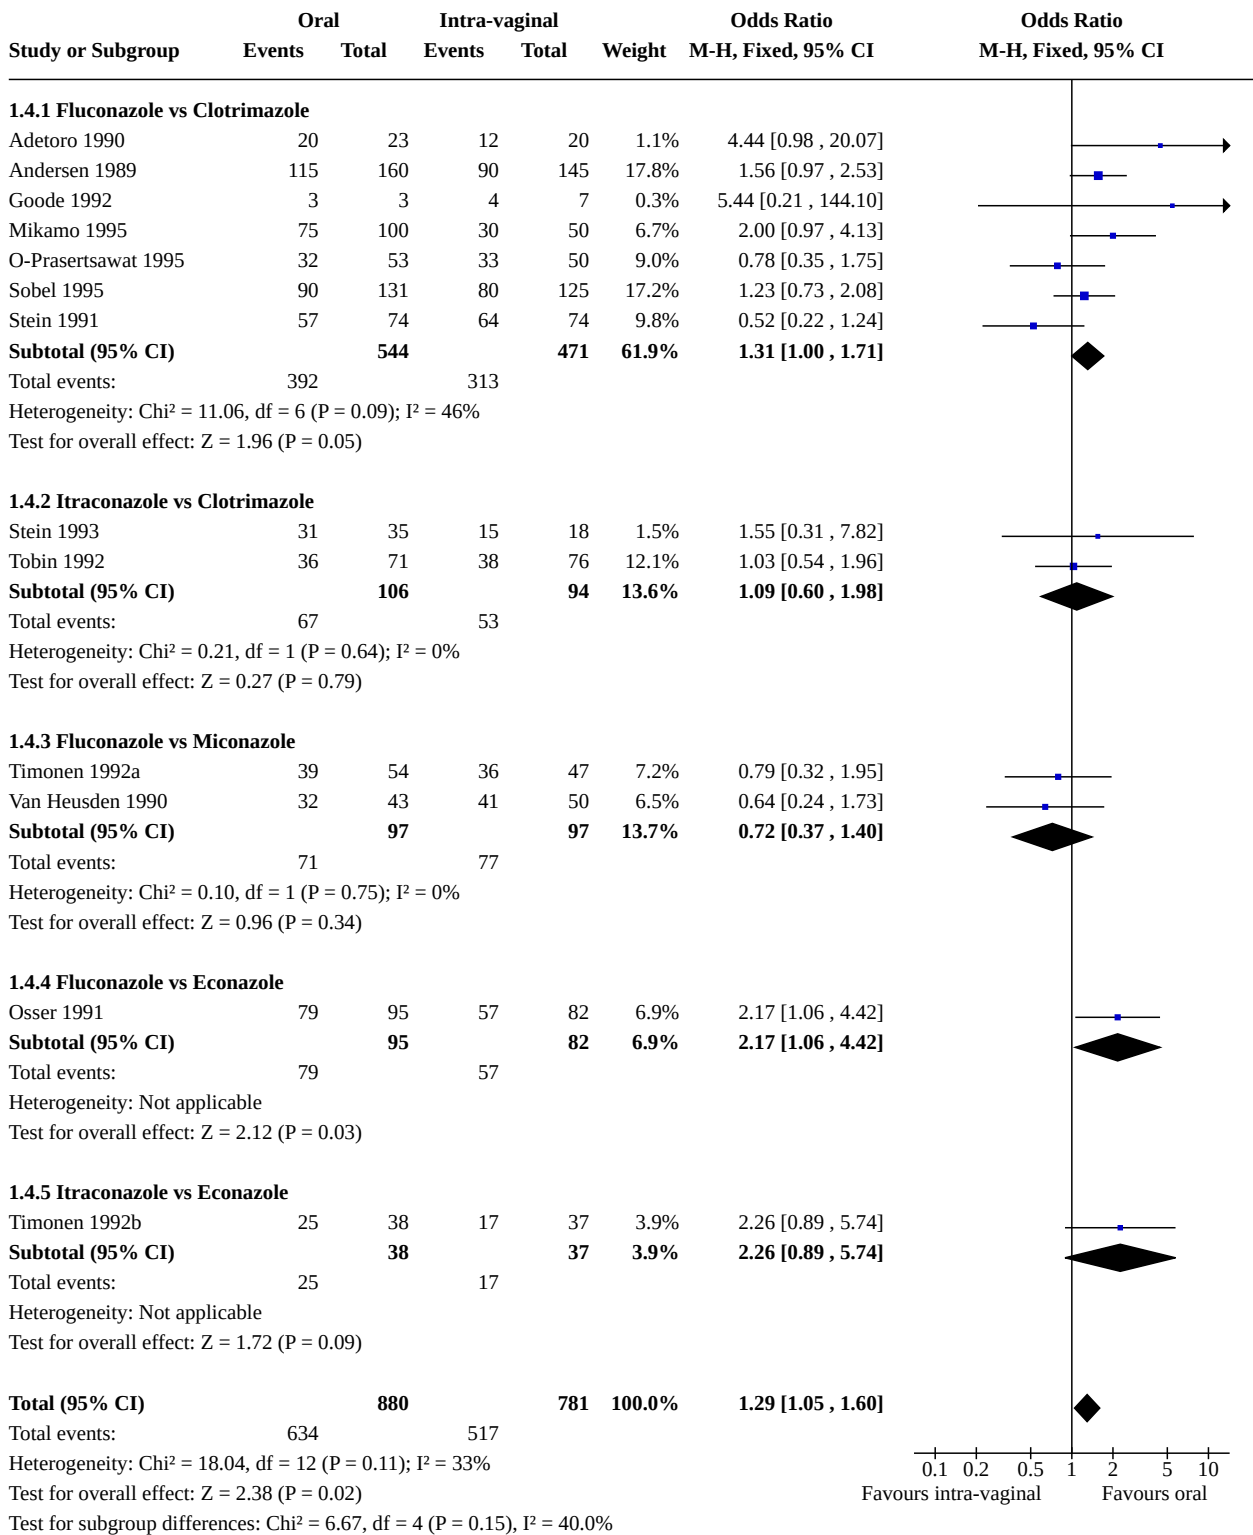 Oral Intra-vaginal Odds Ratio Odds Ratio
Study or Subgroup Events Total Events Total Weight M-H, Fixed, 95% CI M-H, Fixed, 95% CI
1.4.1 Fluconazole vs Clotrimazole
Adetoro 1990 20 23 12 20 1.1% 4.44 [0.98 , 20.07]
Andersen 1989 115 160 90 145 17.8% 1.56 [0.97 , 2.53]
Goode 1992 3 3 4 7 0.3% 5.44 [0.21 , 144.10]
Mikamo 1995 75 100 30 50 6.7% 2.00 [0.97 , 4.13]
O-Prasertsawat 1995 32 53 33 50 9.0% 0.78 [0.35 , 1.75]
Sobel 1995 90 131 80 125 17.2% 1.23 [0.73 , 2.08]
Stein 1991 57 74 64 74 9.8% 0.52 [0.22 , 1.24]
Subtotal (95% CI) 544 471 61.9% 1.31 [1.00 , 1.71]
Total events: 392 313
Heterogeneity: Chi² = 11.06, df = 6 (P = 0.09); I² = 46%
Test for overall effect: Z = 1.96 (P = 0.05)
1.4.2 Itraconazole vs Clotrimazole
Stein 1993 31 35 15 18 1.5% 1.55 [0.31 , 7.82]
Tobin 1992 36 71 38 76 12.1% 1.03 [0.54 , 1.96]
Subtotal (95% CI) 106 94 13.6% 1.09 [0.60 , 1.98]
Total events: 67 53
Heterogeneity: Chi² = 0.21, df = 1 (P = 0.64); I² = 0%
Test for overall effect: Z = 0.27 (P = 0.79)
1.4.3 Fluconazole vs Miconazole
Timonen 1992a 39 54 36 47 7.2% 0.79 [0.32 , 1.95]
Van Heusden 1990 32 43 41 50 6.5% 0.64 [0.24 , 1.73]
Subtotal (95% CI) 97 97 13.7% 0.72 [0.37 , 1.40]
Total events: 71 77
Heterogeneity: Chi² = 0.10, df = 1 (P = 0.75); I² = 0%
Test for overall effect: Z = 0.96 (P = 0.34)
1.4.4 Fluconazole vs Econazole
Osser 1991 79 95 57 82 6.9% 2.17 [1.06 , 4.42]
Subtotal (95% CI) 95 82 6.9% 2.17 [1.06 , 4.42]
Total events: 79 57
Heterogeneity: Not applicable
Test for overall effect: Z = 2.12 (P = 0.03)
1.4.5 Itraconazole vs Econazole
Timonen 1992b 25 38 17 37 3.9% 2.26 [0.89 , 5.74]
Subtotal (95% CI) 38 37 3.9% 2.26 [0.89 , 5.74]
Total events: 25 17
Heterogeneity: Not applicable
Test for overall effect: Z = 1.72 (P = 0.09)
Total (95% CI) 880 781 100.0% 1.29 [1.05 , 1.60]
Total events: 634 517
Heterogeneity: Chi² = 18.04, df = 12 (P = 0.11); I² = 33%
0.1 0.2 0.5 1 2 5 10
Test for overall effect: Z = 2.38 (P = 0.02)
Favours intra-vaginal Favours oral
Test for subgroup differences: Chi² = 6.67, df = 4 (P = 0.15), I² = 40.0%